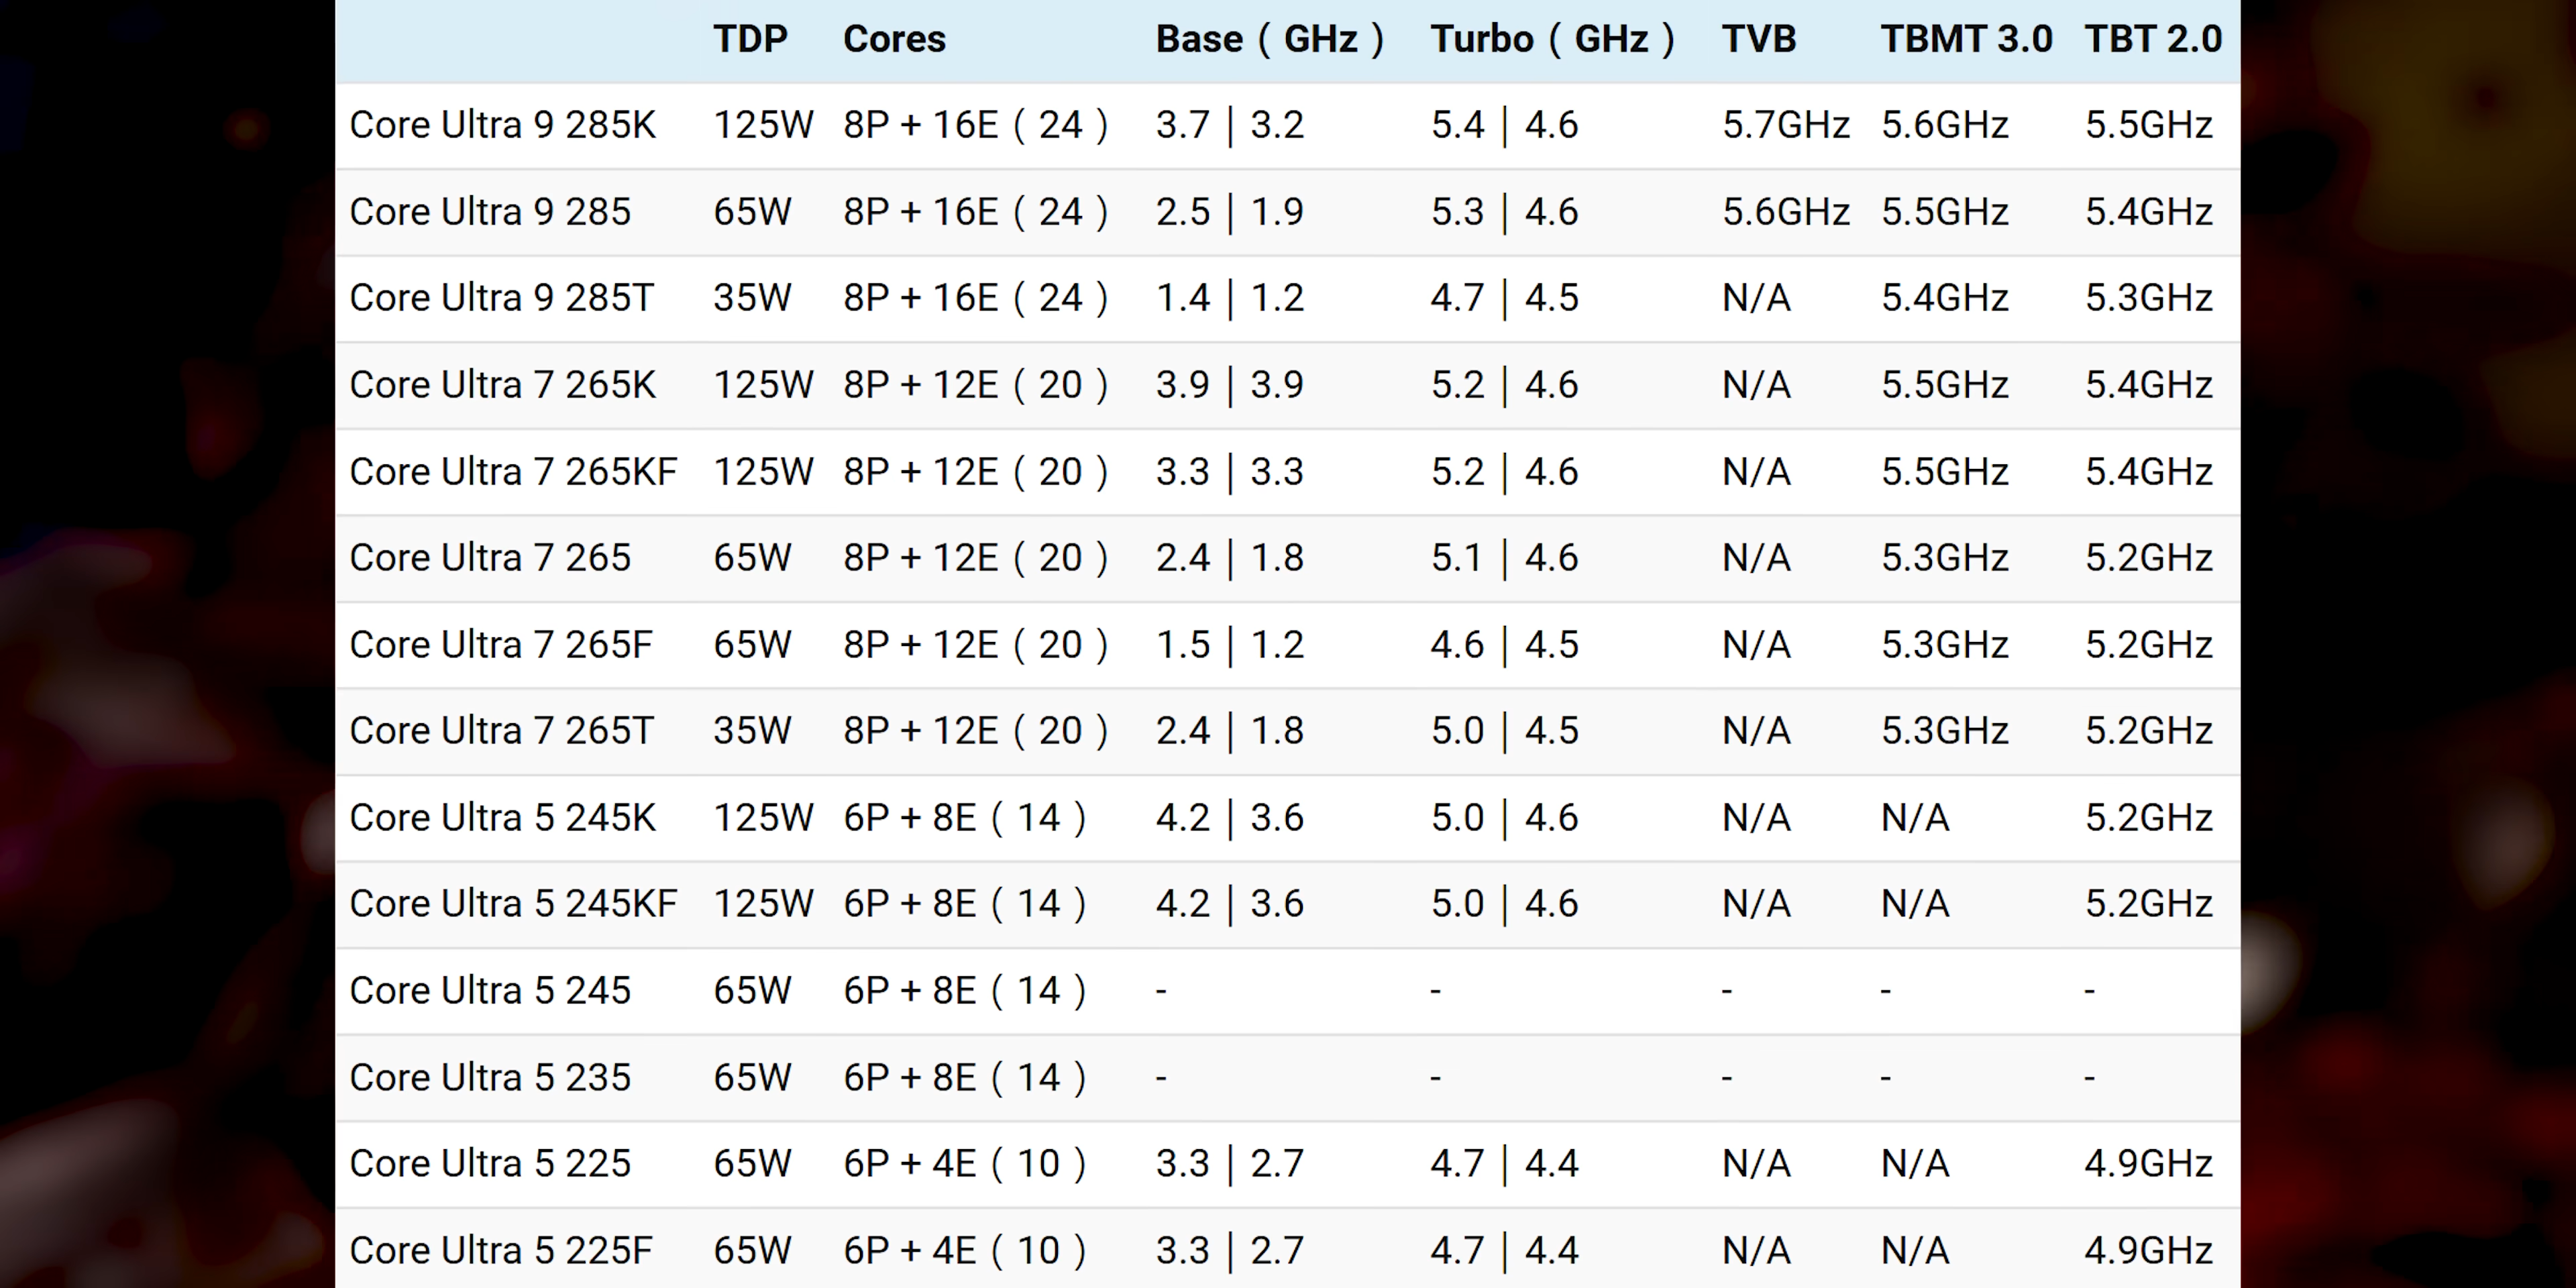 TDP Cores Base ( GHz ) Turbo ( GHz ) TVB TBMT 3.0 TBT 2.0
Core Ultra 9 285K 125W 8P + 16E ( 24 ) 3.7 | 3.2 5.4 | 4.6 5.7GHz 5.6GHz 5.5GHz
Core Ultra 9 285 65W 8P + 16E ( 24 ) 2.5 | 1.9 5.3 | 4.6 5.6GHz 5.5GHz 5.4GHz
Core Ultra 9 285T 35W 8P + 16E ( 24 ) 1.4 | 1.2 4.7 | 4.5 N/A 5.4GHz 5.3GHz
Core Ultra 7 265K 125W 8P + 12E ( 20 ) 3.9 | 3.9 5.2 | 4.6 N/A 5.5GHz 5.4GHz
Core Ultra 7 265KF 125W 8P + 12E ( 20 ) 3.3 | 3.3 5.2 | 4.6 N/A 5.5GHz 5.4GHz
Core Ultra 7 265 65W 8P + 12E ( 20 ) 2.4 | 1.8 5.1 | 4.6 N/A 5.3GHz 5.2GHz
Core Ultra 7 265F 65W 8P + 12E ( 20 ) 1.5 | 1.2 4.6 | 4.5 N/A 5.3GHz 5.2GHz
Core Ultra 7 265T 35W 8P + 12E ( 20 ) 2.4 | 1.8 5.0 | 4.5 N/A 5.3GHz 5.2GHz
Core Ultra 5 245K 125W 6P + 8E ( 14 ) 4.2 | 3.6 5.0 | 4.6 N/A N/A 5.2GHz
Core Ultra 5 245KF 125W 6P + 8E ( 14 ) 4.2 | 3.6 5.0 | 4.6 N/A N/A 5.2GHz
Core Ultra 5 245 65W 6P + 8E ( 14 ) - - - - -
Core Ultra 5 235 65W 6P + 8E ( 14 ) - - - - -
Core Ultra 5 225 65W 6P + 4E ( 10 ) 3.3 | 2.7 4.7 | 4.4 N/A N/A 4.9GHz
Core Ultra 5 225F 65W 6P + 4E ( 10 ) 3.3 | 2.7 4.7 | 4.4 N/A N/A 4.9GHz